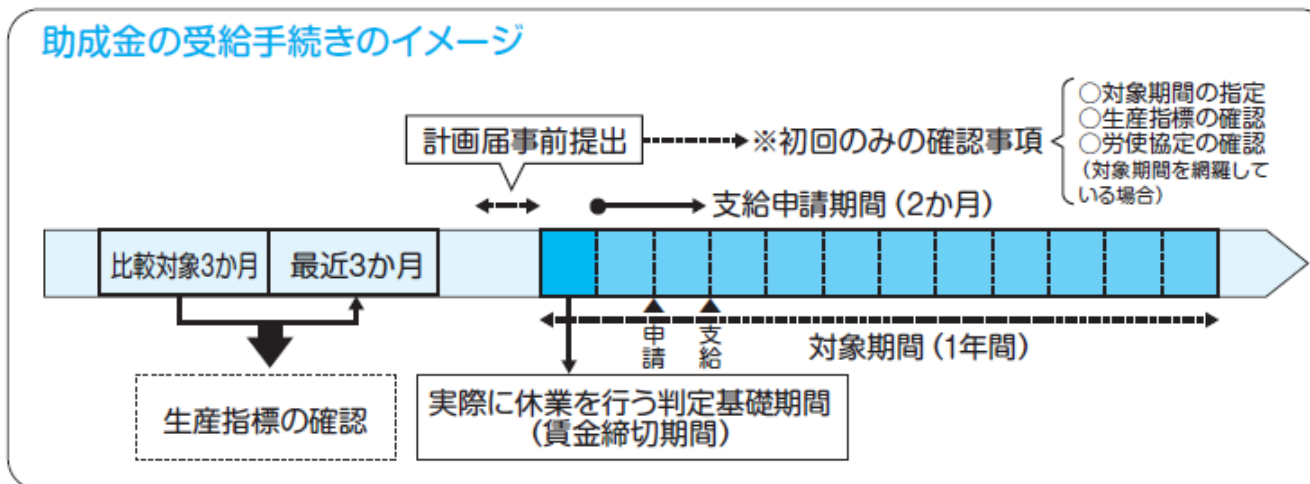 助成金の受給手続きのイメージ
計画届事前提出
※初回のみの確認事項
○対象期間の指定
○生産指標の確認
○労使協定の確認
(対象期間を網羅して
いる場合)
支給申請期間(2か月)
比較対象3か月
最近3か月
申請
支給
対象期間(1年間)
生産指標の確認
実際に休業を行う判定基礎期間
(賃金締切期間)